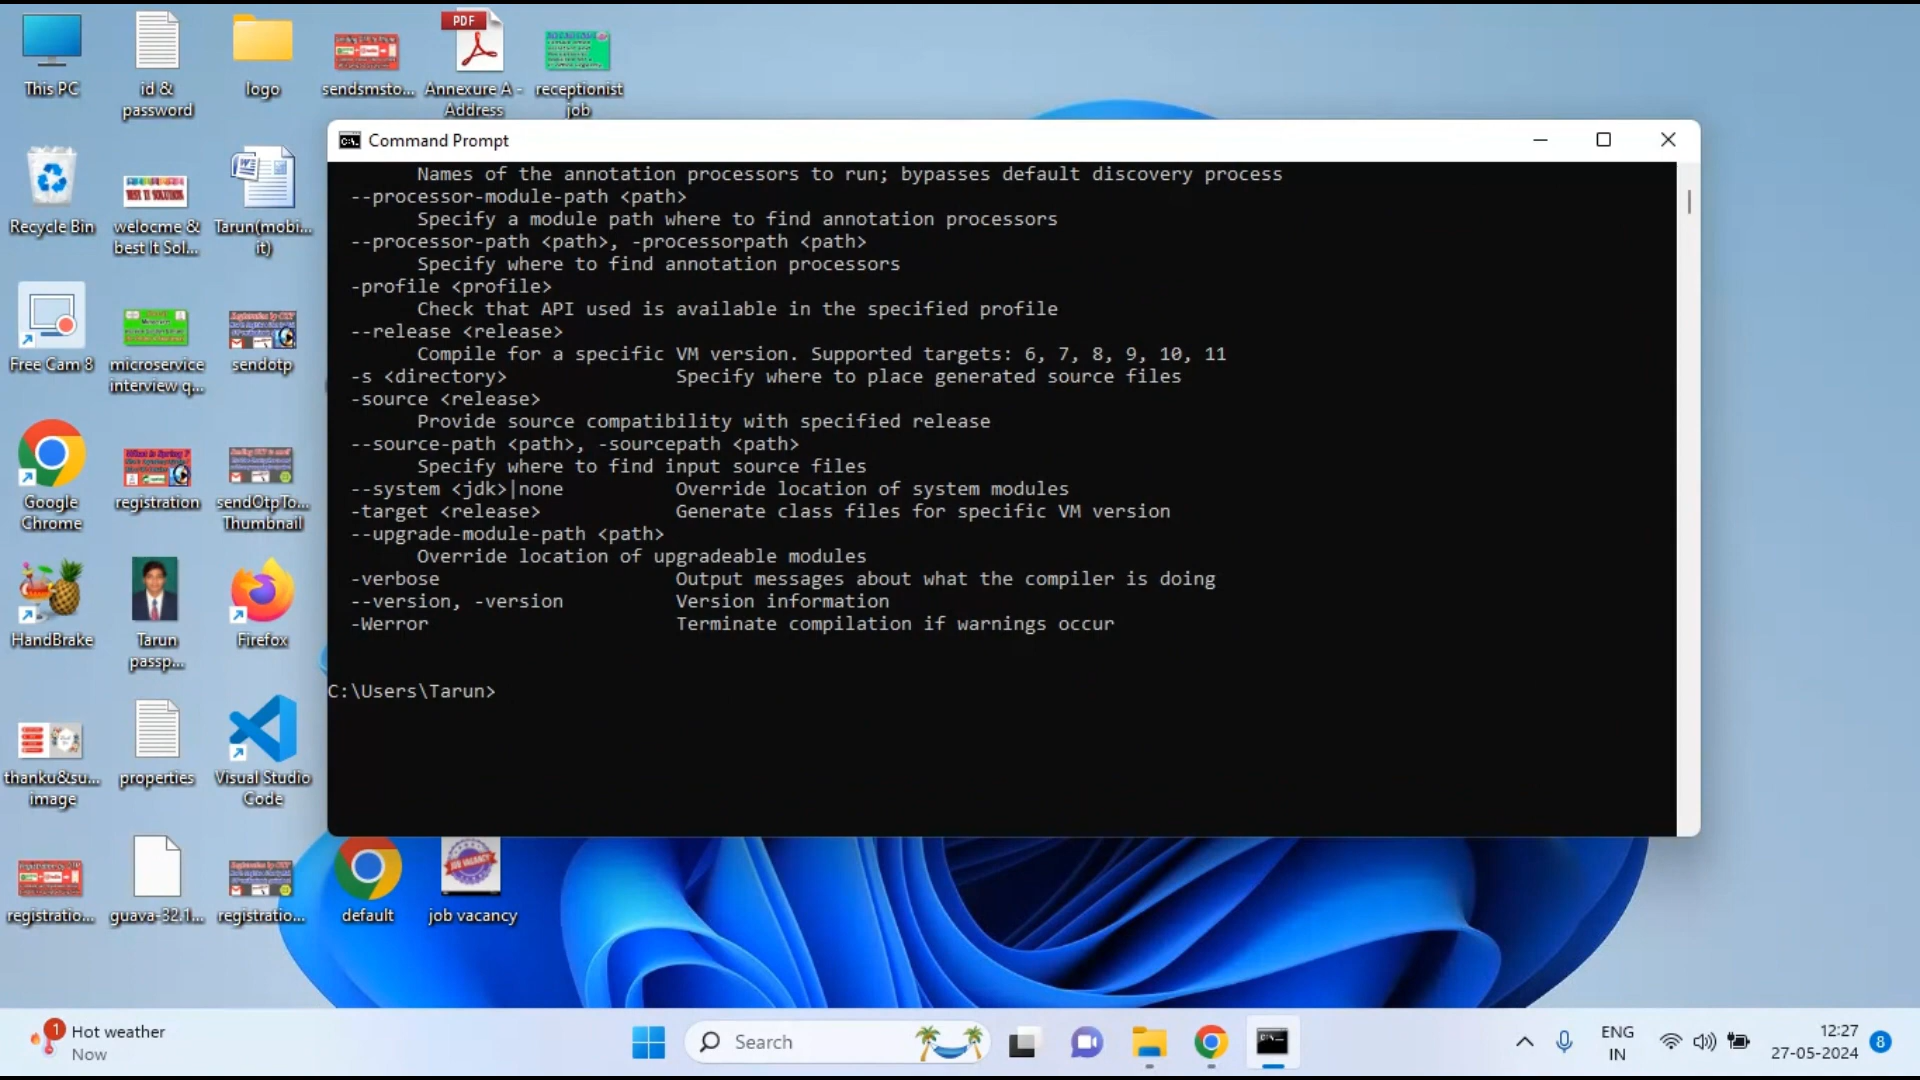 This PC
id &
password
logo
sendsmsto...
PDF
Annexure A -
Address
receptionist
job
Recycle Bin
BEST IT SOLUTION
welocme &
best It Sol...
Tarun(mobi...
it)
Free Cam 8
microservice
interview q...
sendotp
Google
Chrome
registration
sendOtpTo...
Thumbnail
HandBrake
Tarun
passp...
Firefox
thanku&su...
image
properties
Visual Studio
Code
registratio...
guava-32.1...
registratio...
default
JOB VACANCY
job vacancy
Command Prompt
Names of the annotation processors to run; bypasses default discovery process
--processor-module-path <path>
Specify a module path where to find annotation processors
--processor-path <path>, -processorpath <path>
Specify where to find annotation processors
-profile <profile>
Check that API used is available in the specified profile
--release <release>
Compile for a specific VM version. Supported targets: 6, 7, 8, 9, 10, 11
-s <directory> Specify where to place generated source files
-source <release>
Provide source compatibility with specified release
--source-path <path>, -sourcepath <path>
Specify where to find input source files
--system <jdk>|none Override location of system modules
-target <release> Generate class files for specific VM version
--upgrade-module-path <path>
Override location of upgradeable modules
-verbose Output messages about what the compiler is doing
--version, -version Version information
-Werror Terminate compilation if warnings occur
C:\Users\Tarun>
1
Hot weather
Now
Search
ENG
IN
12:27
27-05-2024
8